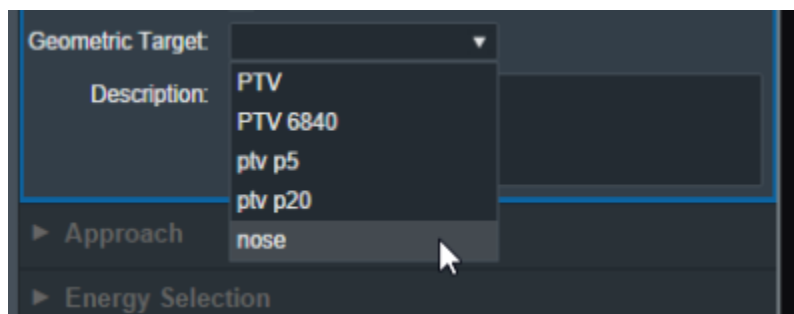 Geometric Target:
Description:
PTV
PTV 6840
ptv p5
ptv p20
nose
Approach
Energy Selection